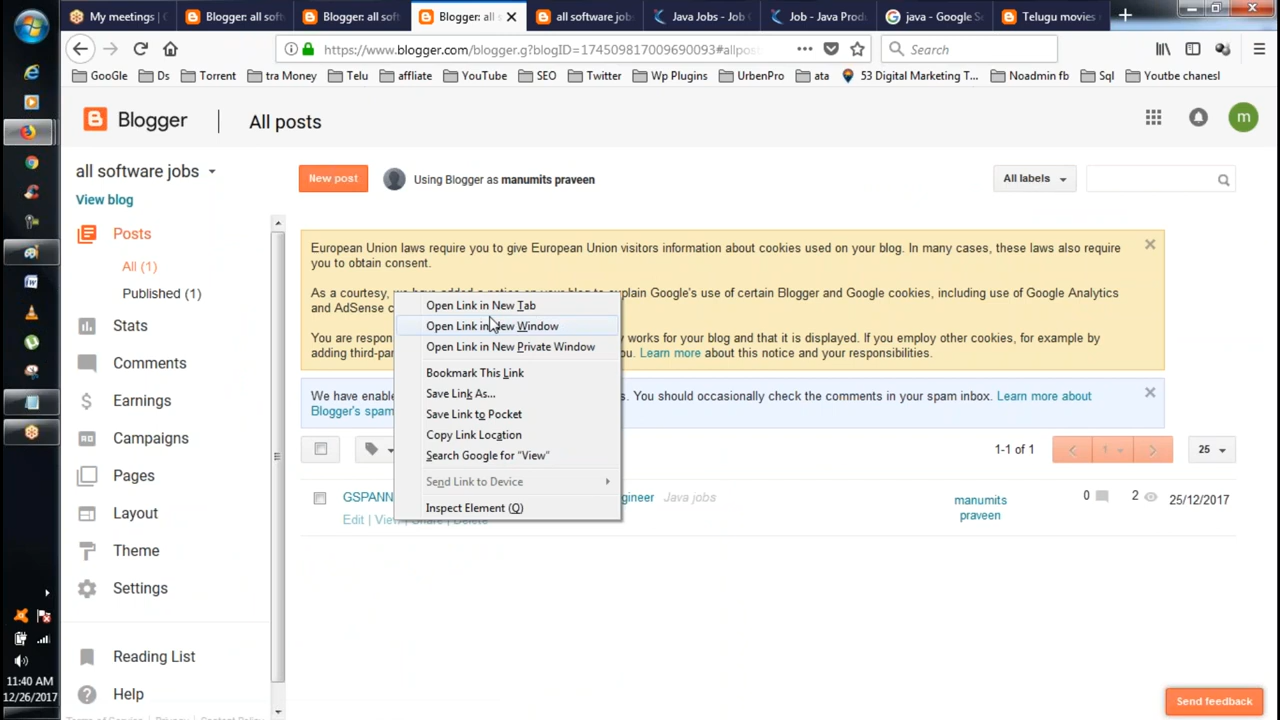 My meetings | 
Blogger: all soft
Blogger: all soft
Blogger: all s
all software jobs
Java Jobs - Job
Job - Java Prod
java - Google S
Telugu movies
https://www.blogger.com/blogger.g?blogID=174509817009690093#allpos
Search
GooGle
Ds
Torrent
tra Money
Telu
affliate
YouTube
SEO
Twitter
Wp Plugins
UrbenPro
ata
53 Digital Marketing T...
Noadmin fb
Sql
Youtbe chanesl
Blogger
All posts
m
all software jobs
View blog
New post
Using Blogger as manumits praveen
All labels
Posts
All (1)
Published (1)
Stats
Comments
Earnings
Campaigns
Pages
Layout
Theme
Settings
Reading List
Help
European Union laws require you to give European Union visitors information about cookies used on your blog. In many cases, these laws also require
you to obtain consent.
As a courtesy, we have added a notice on your blog to explain Google's use of certain Blogger and Google cookies, including use of Google Analytics
and AdSense
You are respon works for your blog and that it is displayed. If you employ other cookies, for example by
adding third-par Learn more about this notice and your responsibilities.
We have enable s. You should occasionally check the comments in your spam inbox. Learn more about
Blogger's spam
Open Link in New Tab
Open Link in New Window
Open Link in New Private Window
Bookmark This Link
Save Link As...
Save Link to Pocket
Copy Link Location
Search Google for "View"
Send Link to Device
Inspect Element (Q)
1-1 of 1
1
25
GSPANN gineer Java jobs
Edit | View | Share | Delete
manumits
praveen
0
2
25/12/2017
Send feedback
11:40 AM
12/26/2017